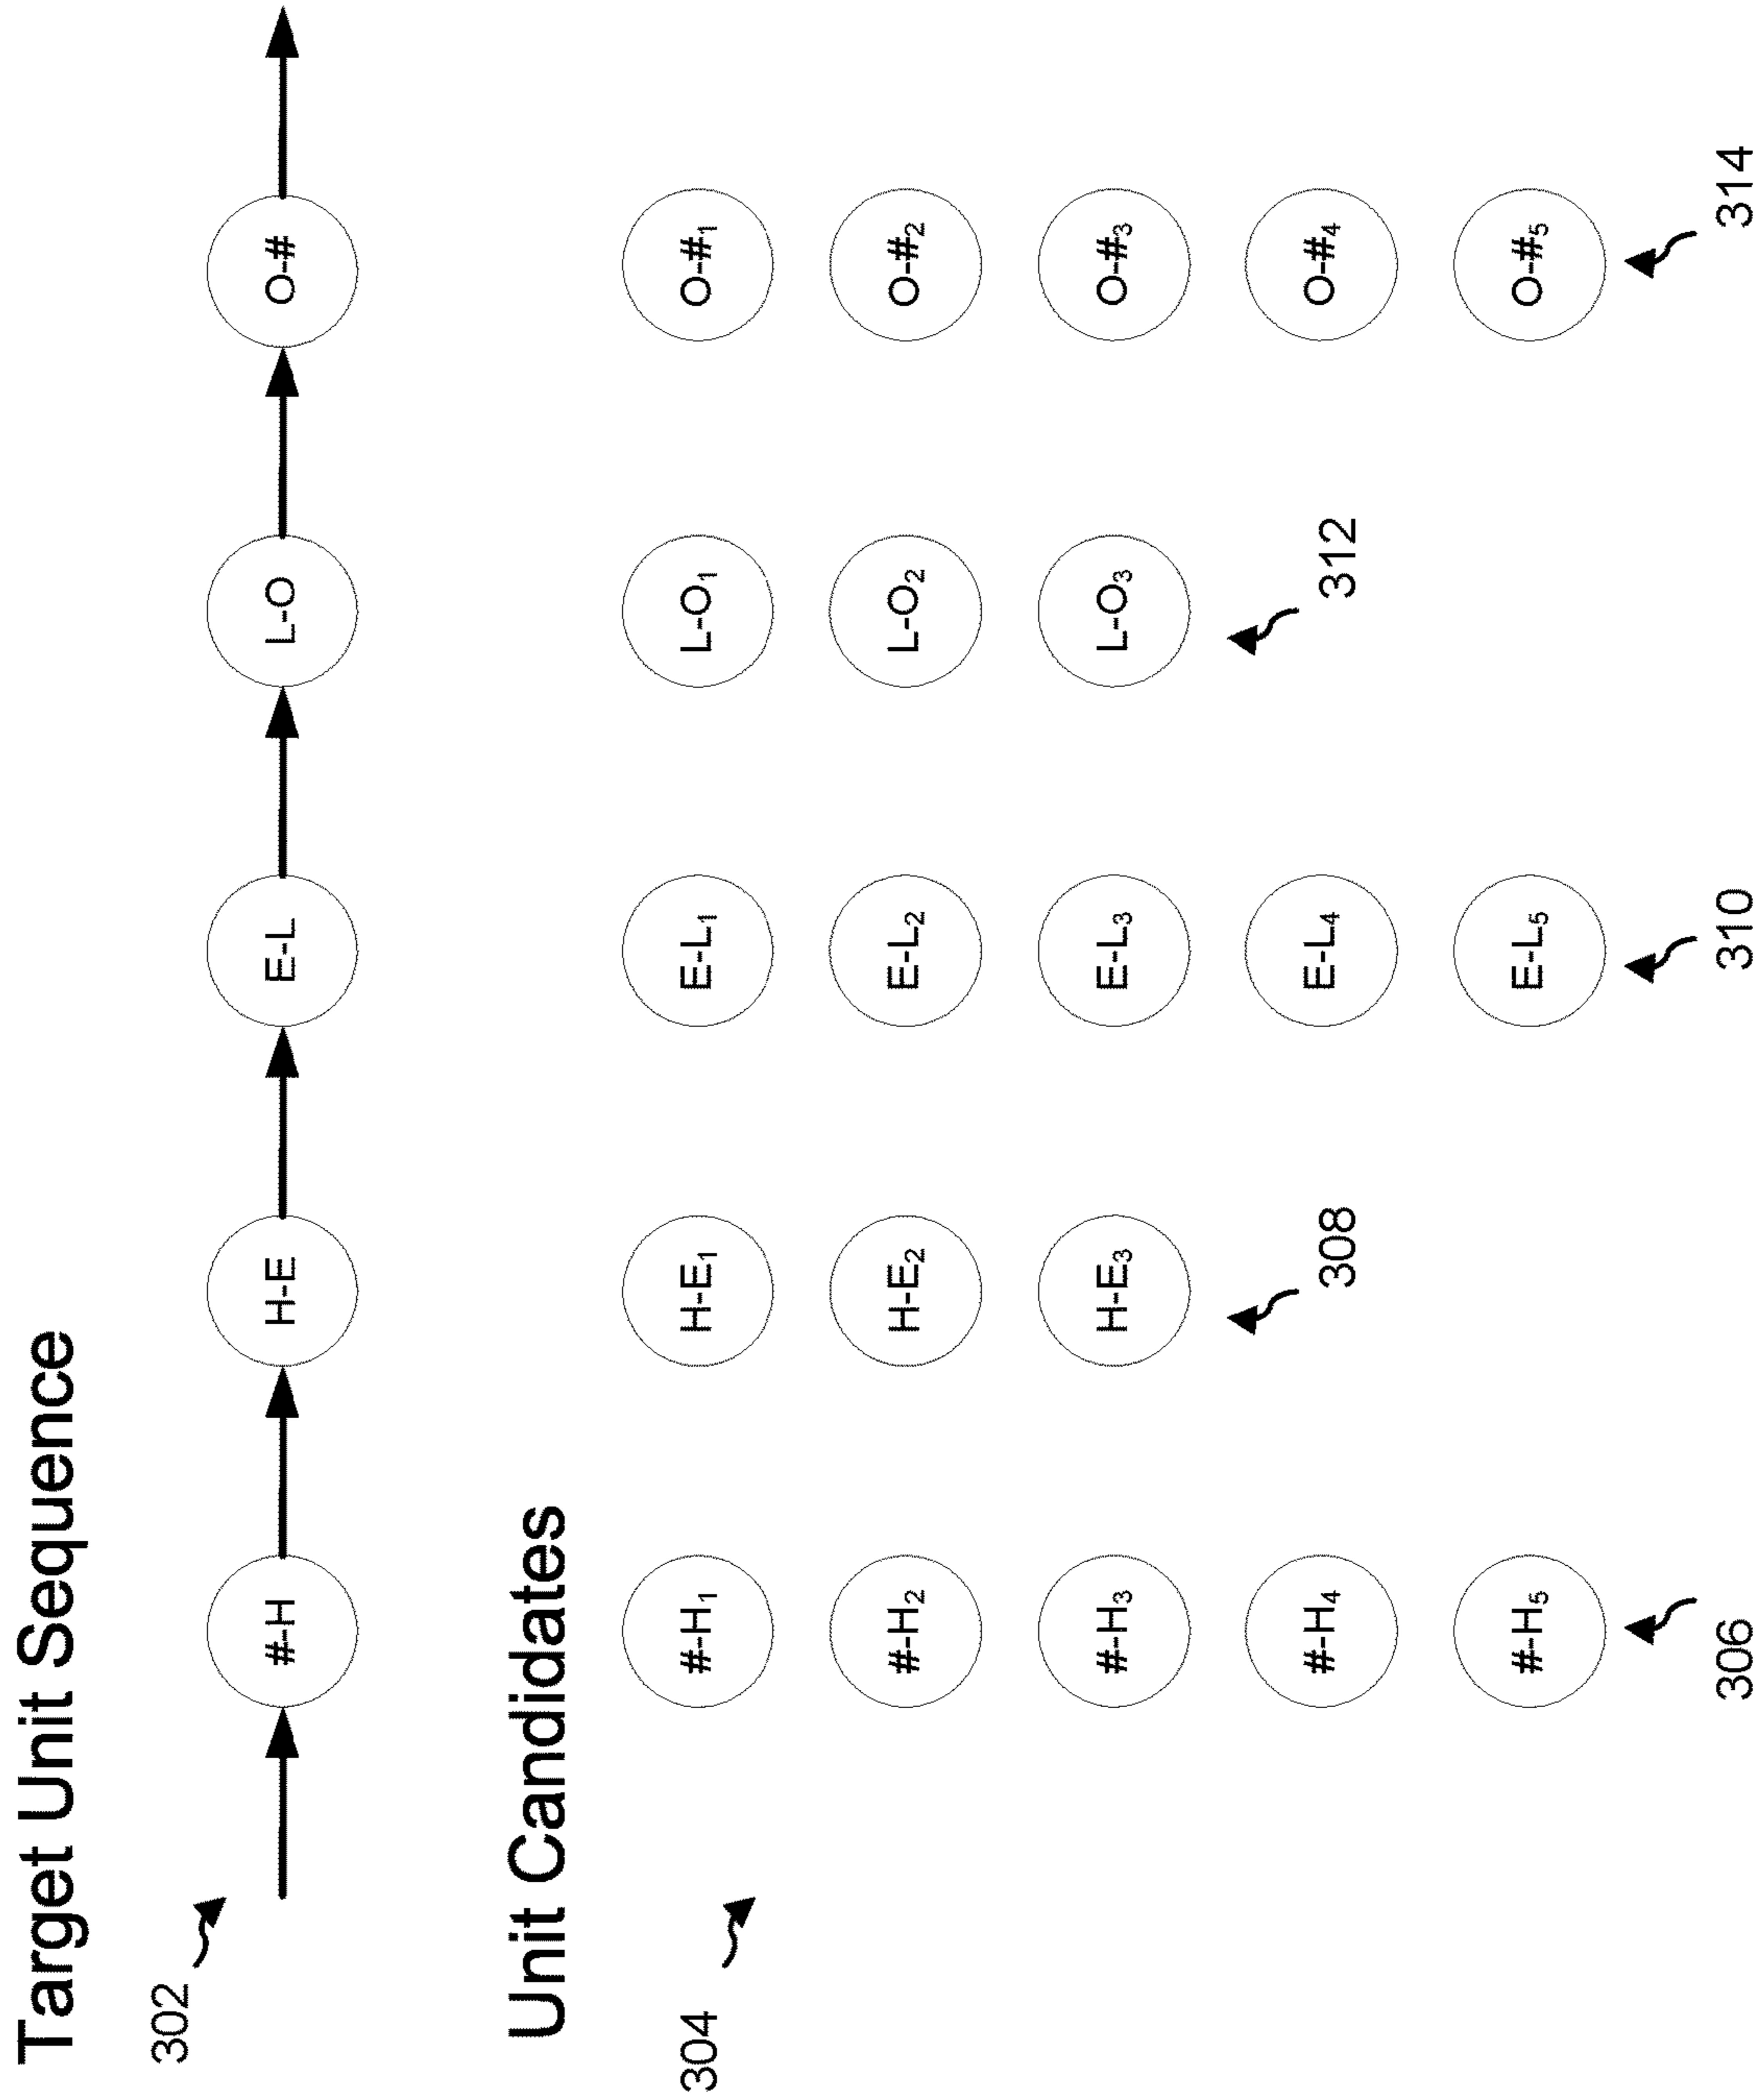 Target Unit Sequence
302
#-H H-E E-L L-O O-#
Unit Candidates
304
#-H₁ H-E₁ E-L₁ L-O₁ O-#₁
#-H₂ H-E₂ E-L₂ L-O₂ O-#₂
#-H₃ H-E₃ E-L₃ L-O₃ O-#₃
#-H₄ E-L₄ O-#₄
308 312
#-H₅ E-L₅ O-#₅
306 310 314